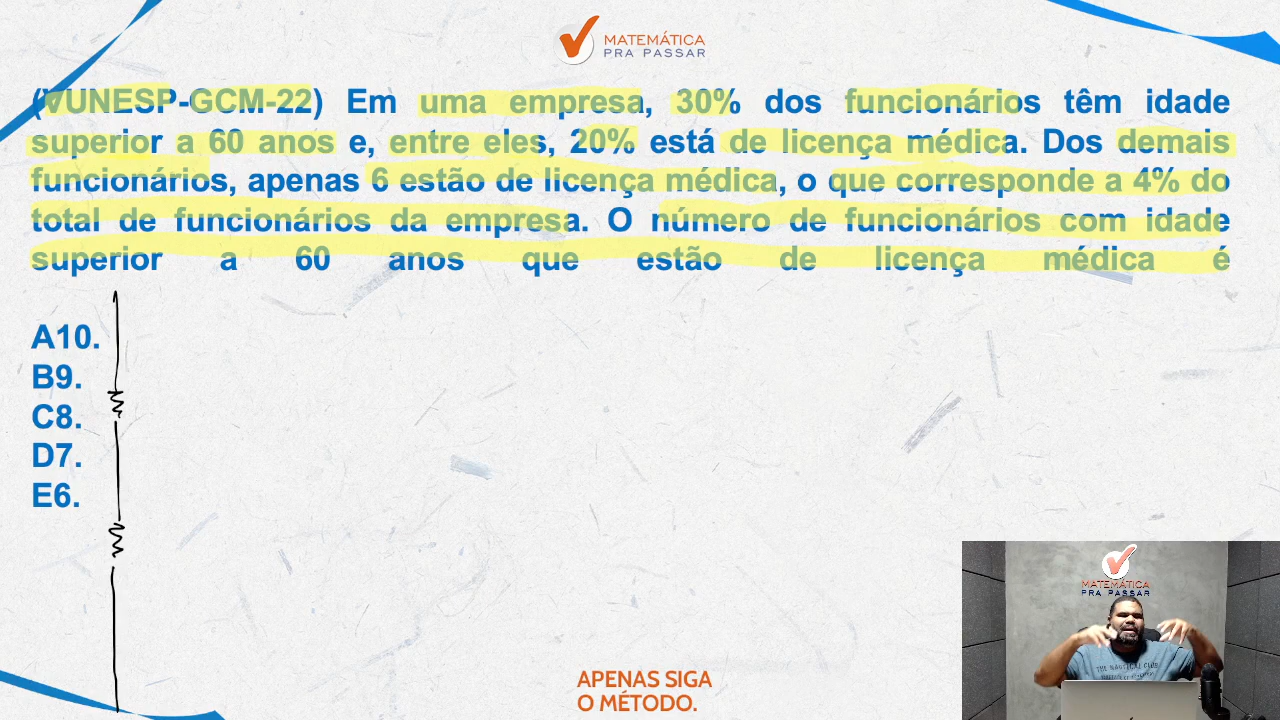 MATEMÁTICA
PRA PASSAR
(VUNESP-GCM-22) Em uma empresa, 30% dos funcionários têm idade
superior a 60 anos e, entre eles, 20% está de licença médica. Dos demais
funcionários, apenas 6 estão de licença médica, o que corresponde a 4% do
total de funcionários da empresa. O número de funcionários com idade
superior a 60 anos que estão de licença médica é
A10.
B9.
C8.
D7.
E6.
MATEMÁTICA
PRA PASSAR
THE NAUTICAL CLUB
APENAS SIGA
O MÉTODO.